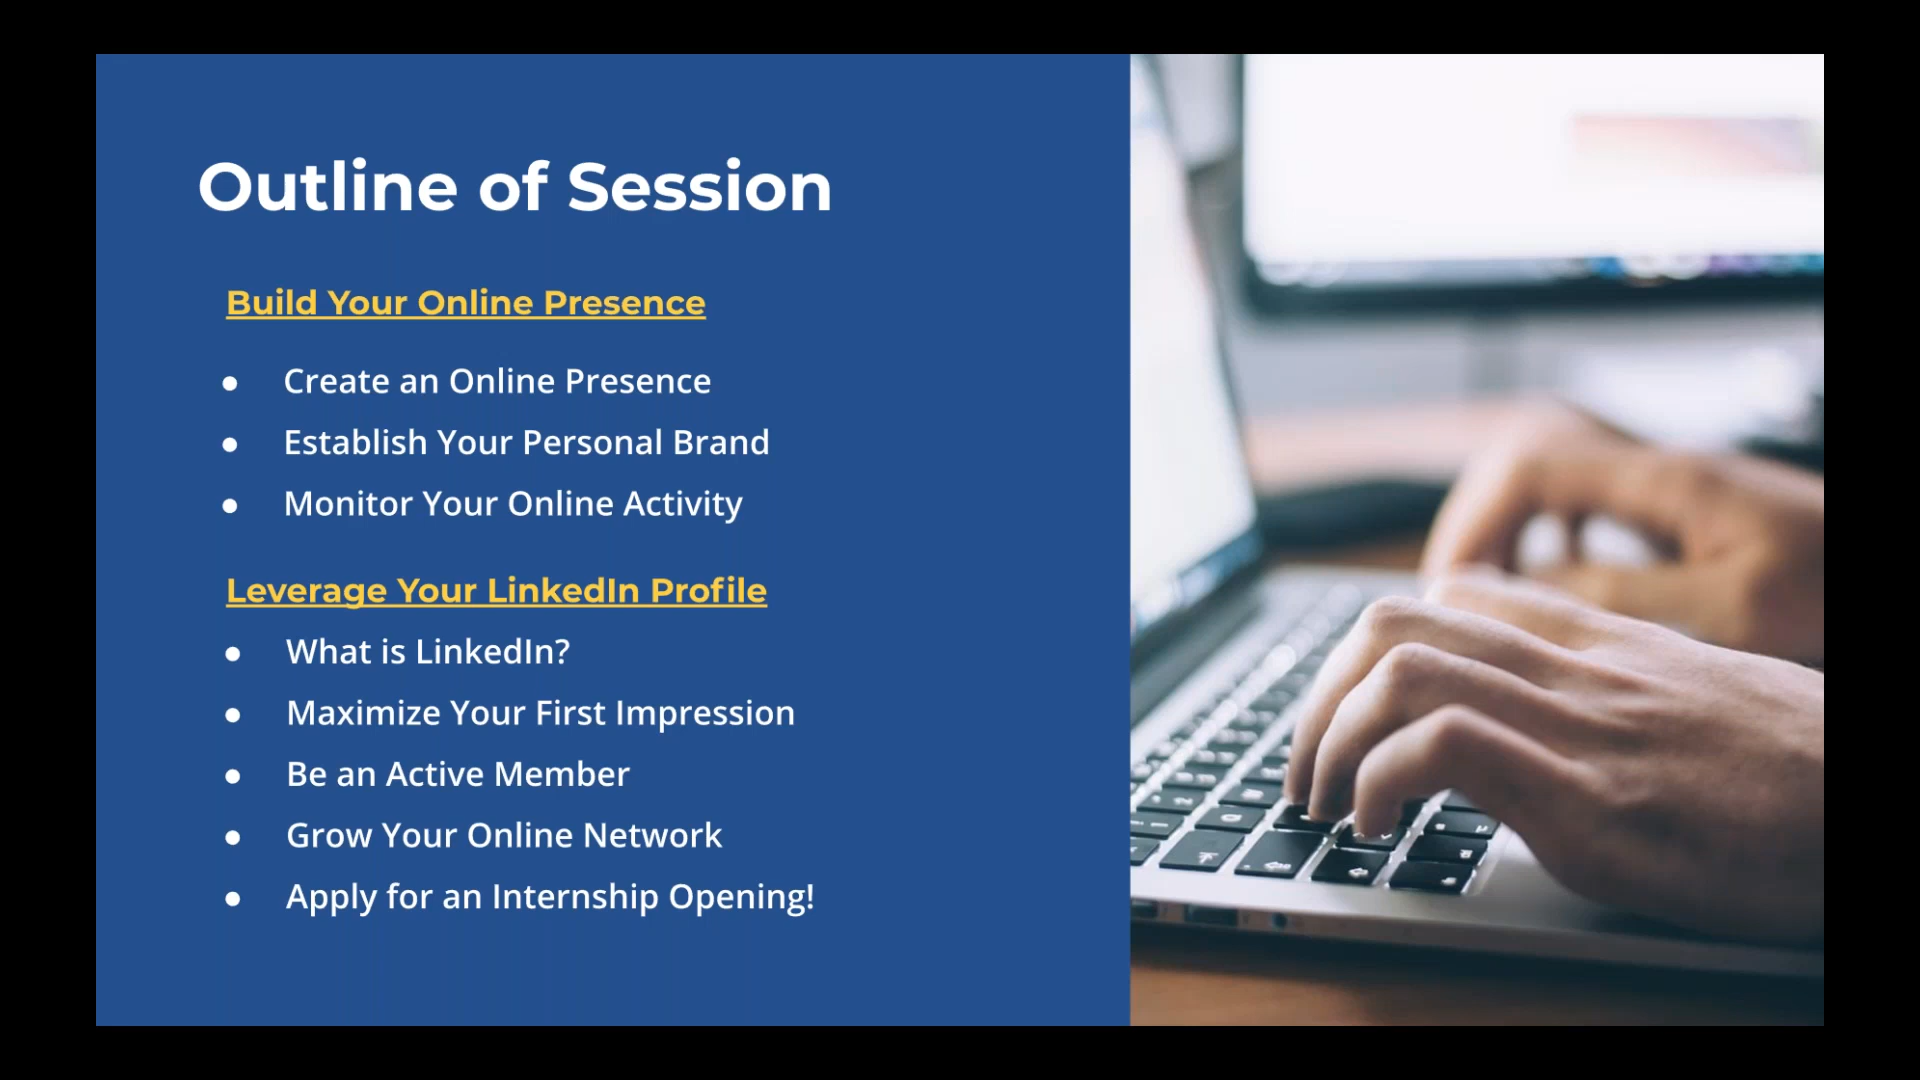 Outline of Session
Build Your Online Presence
● Create an Online Presence
● Establish Your Personal Brand
● Monitor Your Online Activity
Leverage Your LinkedIn Profile
● What is LinkedIn?
● Maximize Your First Impression
● Be an Active Member
● Grow Your Online Network
● Apply for an Internship Opening!